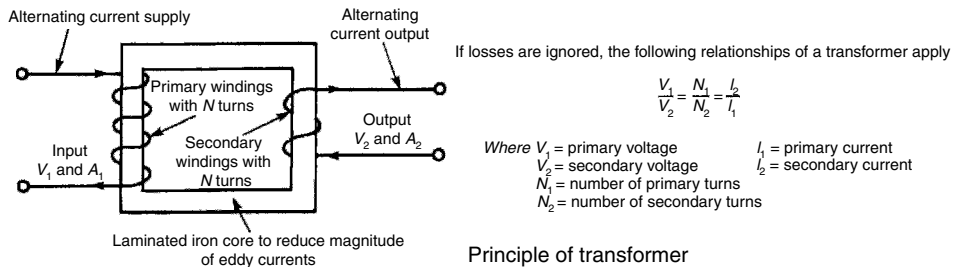 Alternating current supply
Alternating
current output
Primary windings
with N turns
Secondary
windings with
N turns
Input
V₁ and A₁
Output
V₂ and A₂
Laminated iron core to reduce magnitude
of eddy currents
If losses are ignored, the following relationships of a transformer apply
V₁/V₂ = N₁/N₂ = I₂/I₁
Where V₁ = primary voltage I₁ = primary current
V₂ = secondary voltage I₂ = secondary current
N₁ = number of primary turns
N₂ = number of secondary turns
Principle of transformer